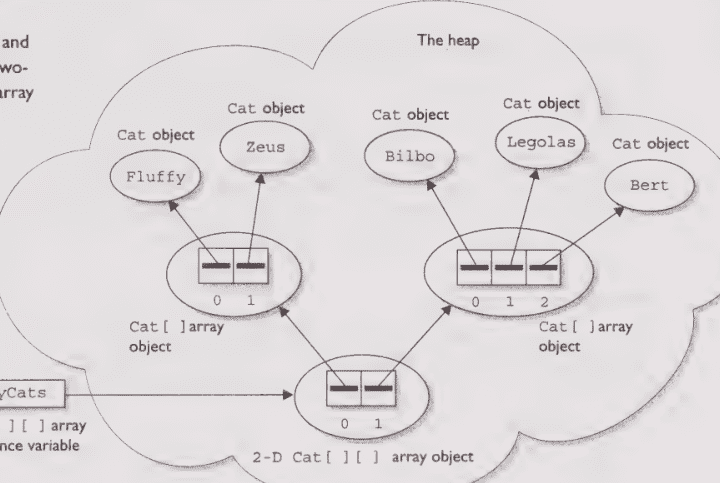 and
wo-
array
The heap
Cat object
Zeus
Cat object
Fluffy
Cat object
Bilbo
Cat object
Legolas
Cat object
Bert
0 1
Cat[ ]array
object
0 1 2
Cat[ ]array
object
yCats
] [ ] array
nce variable
0 1
2-D Cat[ ][ ] array object